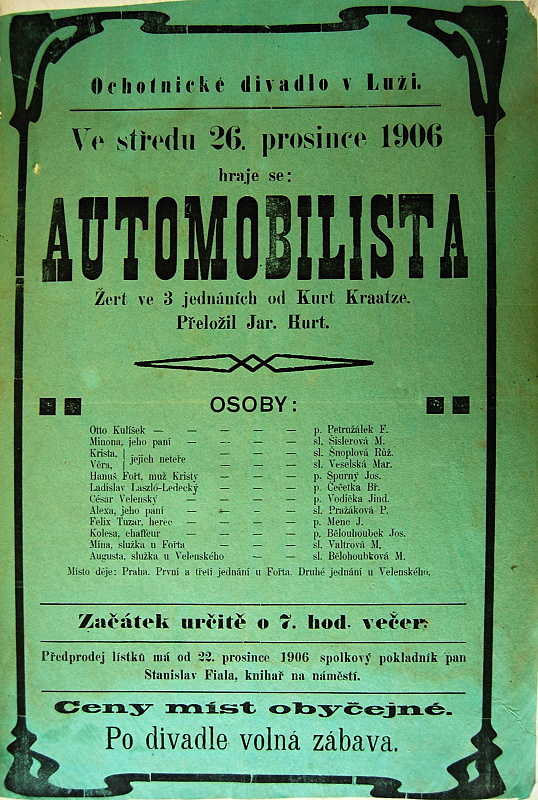 Ochotnické divadlo v Luži.
Ve středu 26. prosince 1906
hraje se:
AUTOMOBILISTA
Žert ve 3 jednáních od Kurt Kraatze.
Přeložil Jar. Hurt.
OSOBY:
Otto Kulíšek — — — — — p. Petružálek F.
Minona, jeho paní — — — — sl. Šislerová M.
Krista, } jejich neteře — — — — sl. Šnoplová Růž.
Věra, sl. Veselská Mar.
Hanuš Fořt, muž Kristy — — — p. Spurný Jos.
Ladislav Laszló-Ledecký — — — p. Čečetka Bř.
César Velenský — — — — p. Vodička Jind.
Alexa, jeho paní — — — — sl. Pražáková P.
Felix Tuzar, herec — — — — p. Menc J.
Kolesa, chaffeur — — — — p. Bělouhoubek Jos.
Mína, služka u Fořta — — — sl. Valtrová M.
Augusta, služka u Velenského — — sl. Bělohoubková M.
Místo děje: Praha. První a třetí jednání u Fořta. Druhé jednání u Velenského.
Začátek určitě o 7. hod. večer.
Předprodej lístků má od 22. prosince 1906 spolkový pokladník pan
Stanislav Fiala, knihař na náměstí.
Ceny míst obyčejné.
Po divadle volná zábava.